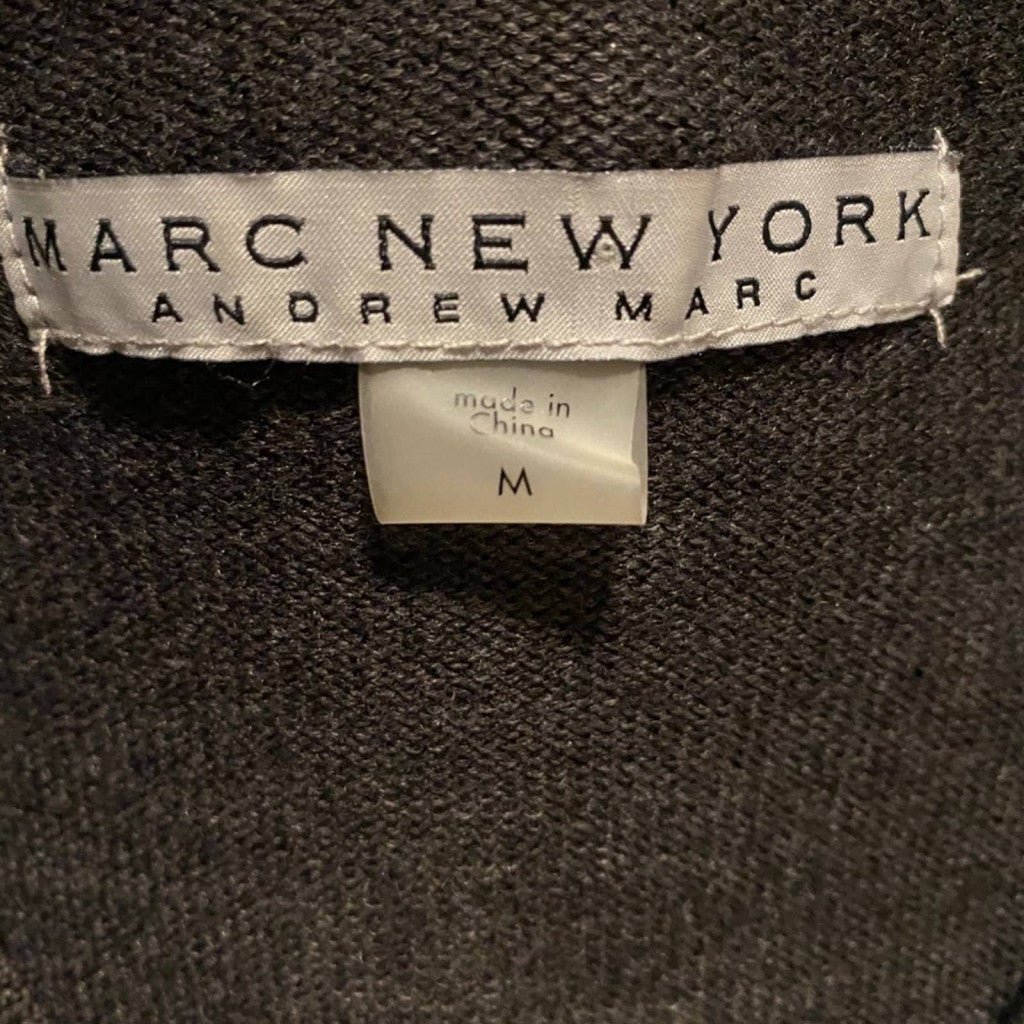 MARC NEW YORK
ANDREW MARC
made in
China
M